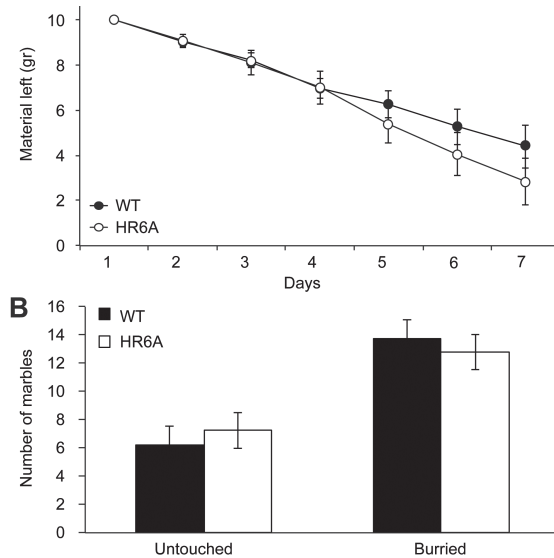 10
8
6
4
2
0
Material left (gr)
WT
HR6A
1 2 3 4 5 6 7
Days
B
16
14
12
10
8
6
4
2
0
Number of marbles
WT
HR6A
Untouched Burried